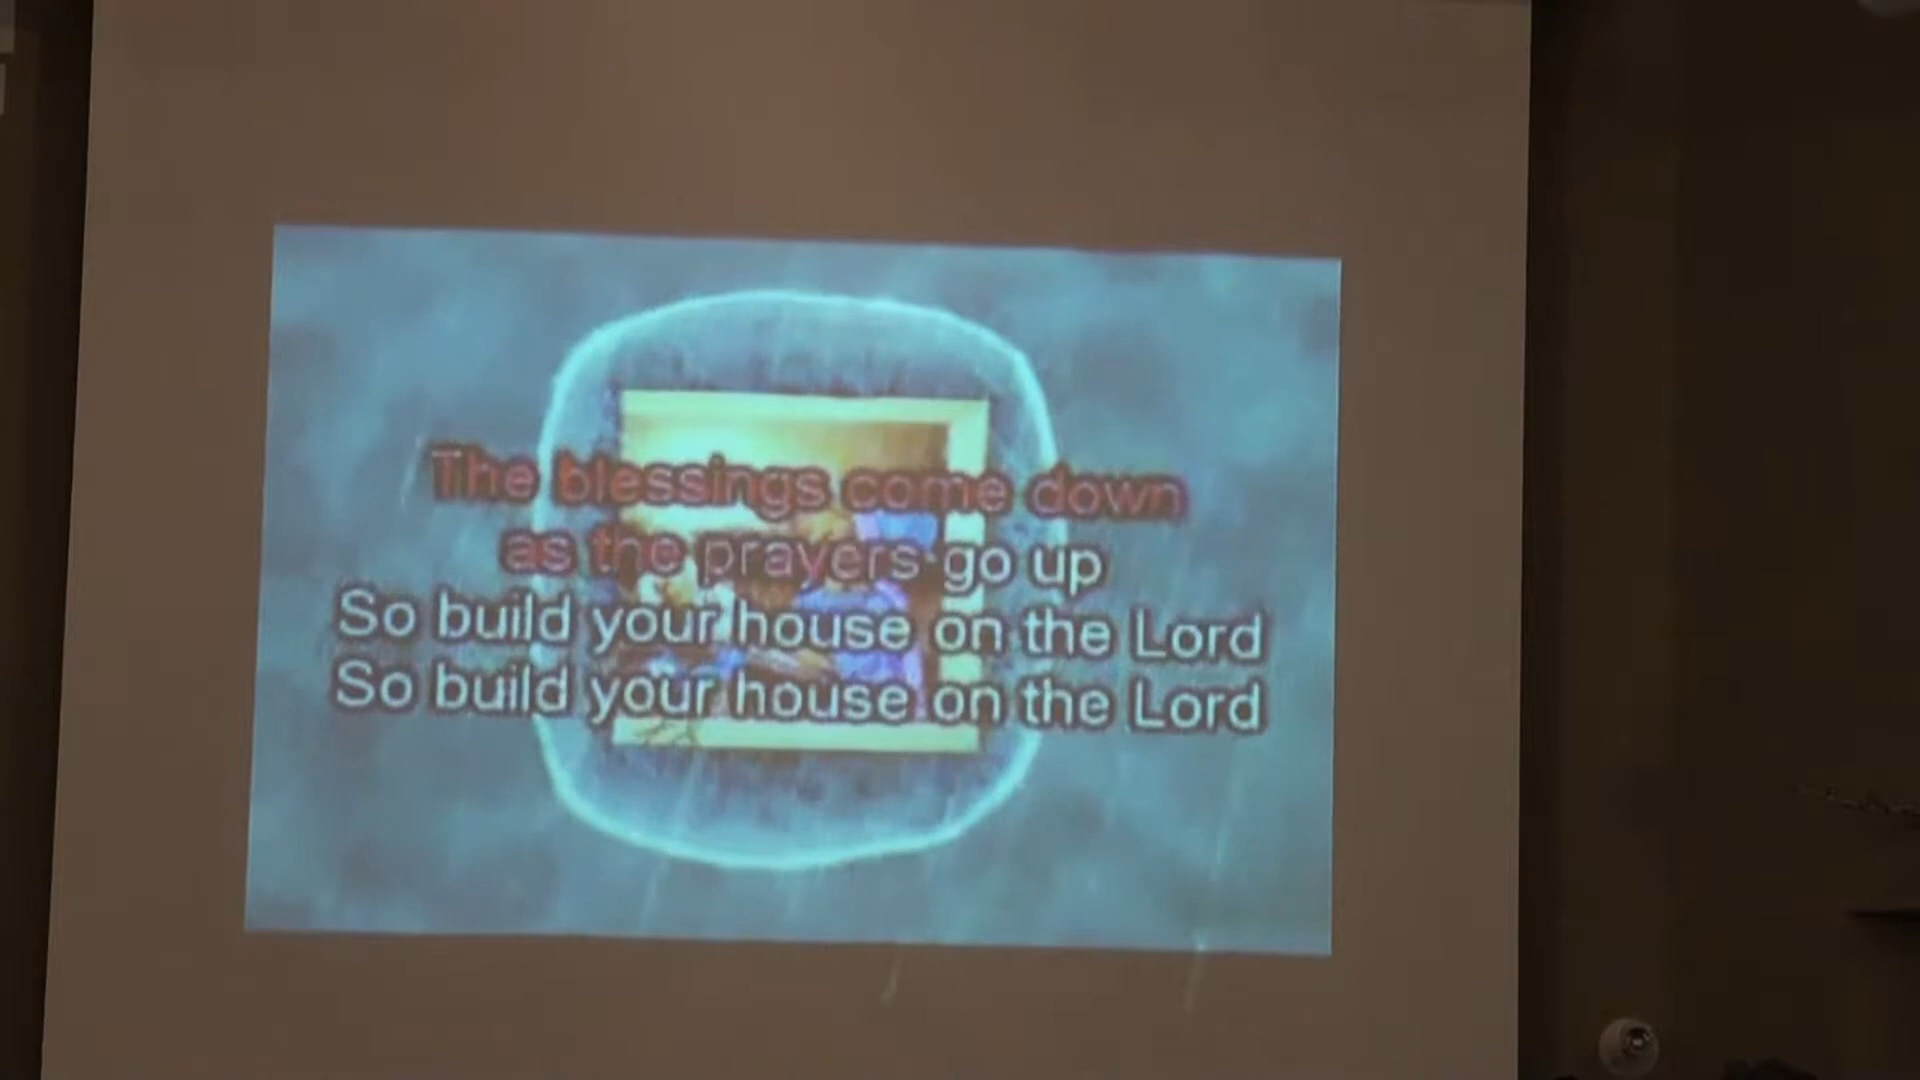 The blessings come down
as the prayers go up
So build your house on the Lord
So build your house on the Lord